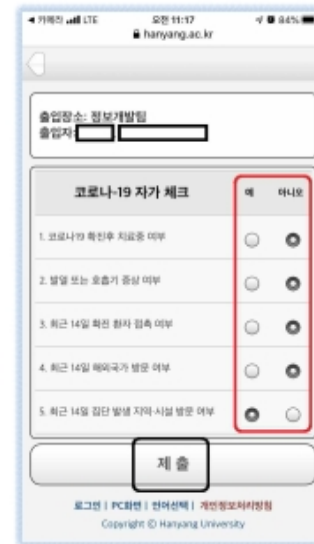 ◀ 카메라 LTE 오전 11:17 84%
hanyang.ac.kr
출입장소: 정보개발팀
출입자:
코로나-19 자가 체크 예 아니오
1. 코로나19 확진후 치료중 여부
2. 발열 또는 호흡기 증상 여부
3. 최근 14일 확진 환자 접촉 여부
4. 최근 14일 해외국가 방문 여부
5. 최근 14일 집단 발생 지역·시설 방문 여부
제 출
로그인 | PC화면 | 언어선택 | 개인정보처리방침
Copyright © Hanyang University